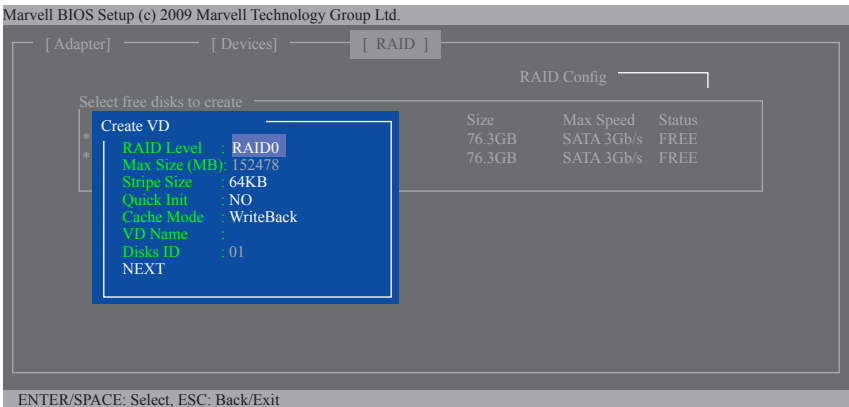 Marvell BIOS Setup (c) 2009 Marvell Technology Group Ltd.
[ Adapter] [ Devices] [ RAID ]
RAID Config
Select free disks to create
Size Max Speed Status
* 76.3GB SATA 3Gb/s FREE
* 76.3GB SATA 3Gb/s FREE
Create VD
RAID Level : RAID0
Max Size (MB): 152478
Stripe Size : 64KB
Quick Init : NO
Cache Mode : WriteBack
VD Name :
Disks ID : 01
NEXT
ENTER/SPACE: Select, ESC: Back/Exit